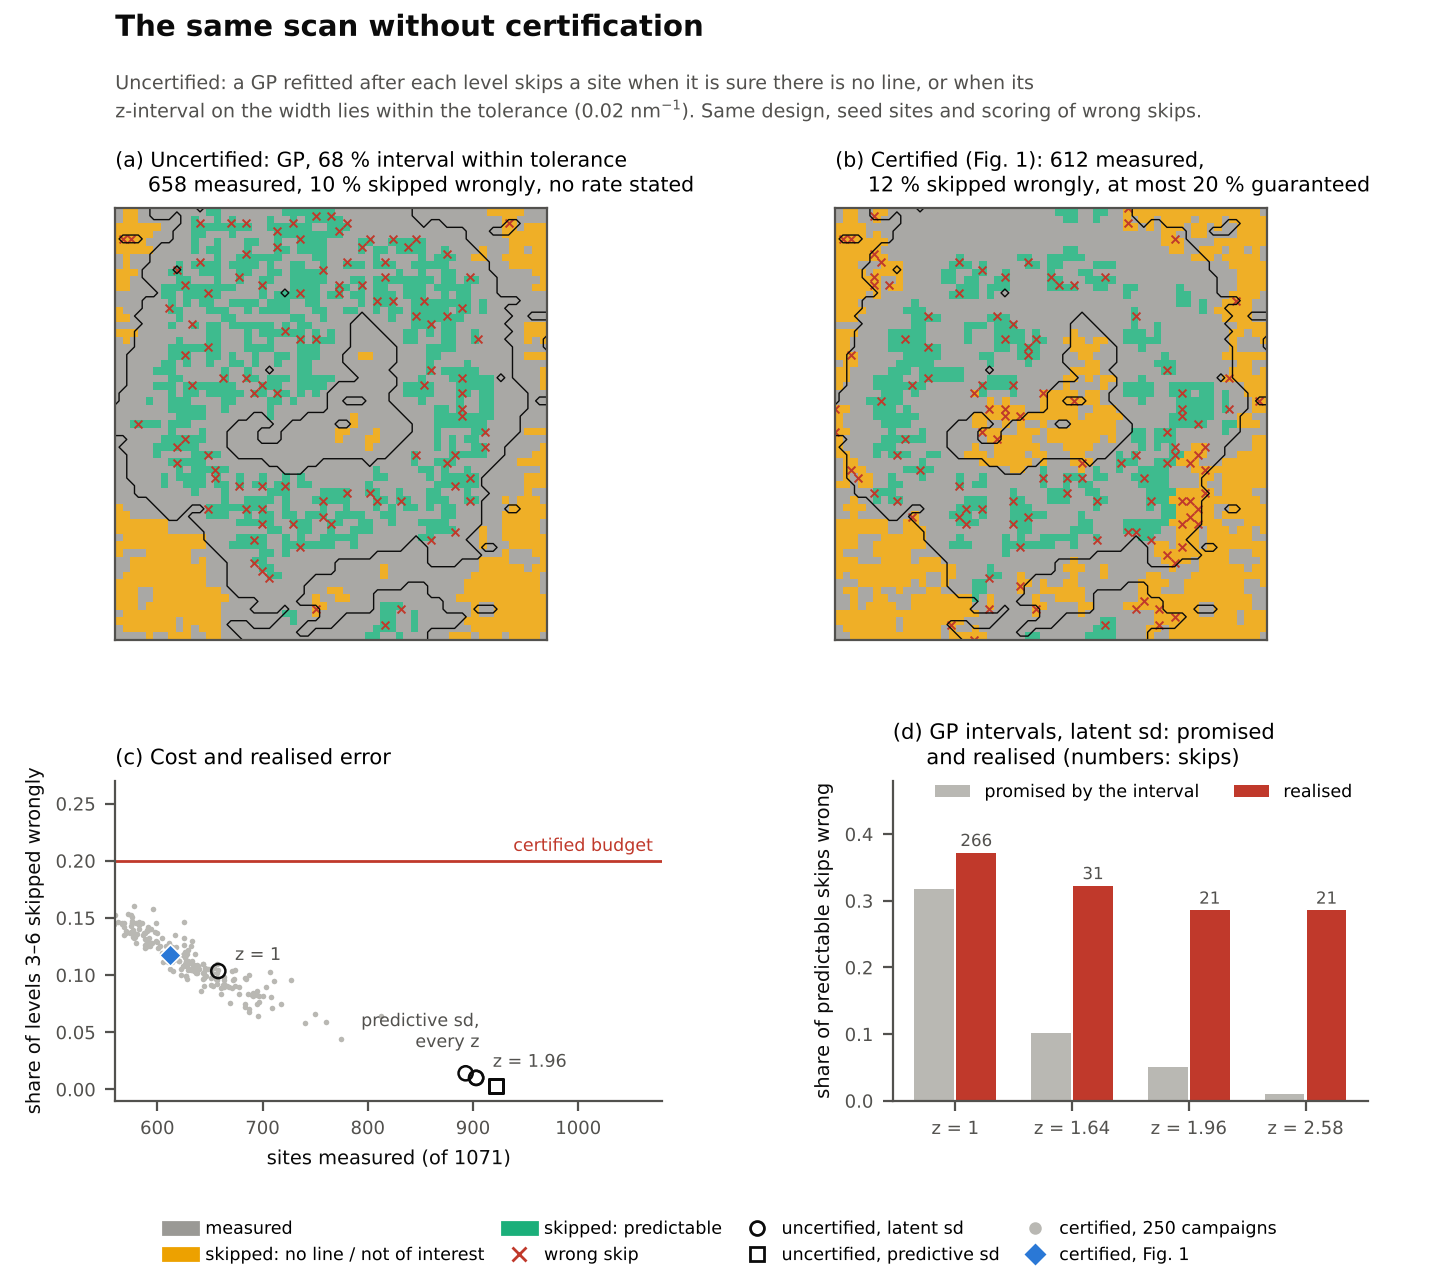 The same scan without certification
Uncertified: a GP refitted after each level skips a site when it is sure there is no line, or when its
z-interval on the width lies within the tolerance (0.02 nm⁻¹). Same design, seed sites and scoring of wrong skips.
(a) Uncertified: GP, 68 % interval within tolerance
658 measured, 10 % skipped wrongly, no rate stated
(b) Certified (Fig. 1): 612 measured,
12 % skipped wrongly, at most 20 % guaranteed
(c) Cost and realised error
share of levels 3–6 skipped wrongly
0.25
0.20
0.15
0.10
0.05
0.00
certified budget
z = 1
predictive sd,
every z
z = 1.96
600 700 800 900 1000
sites measured (of 1071)
(d) GP intervals, latent sd: promised
and realised (numbers: skips)
promised by the interval
realised
share of predictable skips wrong
0.4
0.3
0.2
0.1
0.0
266
31
21
21
z = 1 z = 1.64 z = 1.96 z = 2.58
measured
skipped: predictable
uncertified, latent sd
certified, 250 campaigns
skipped: no line / not of interest
wrong skip
uncertified, predictive sd
certified, Fig. 1